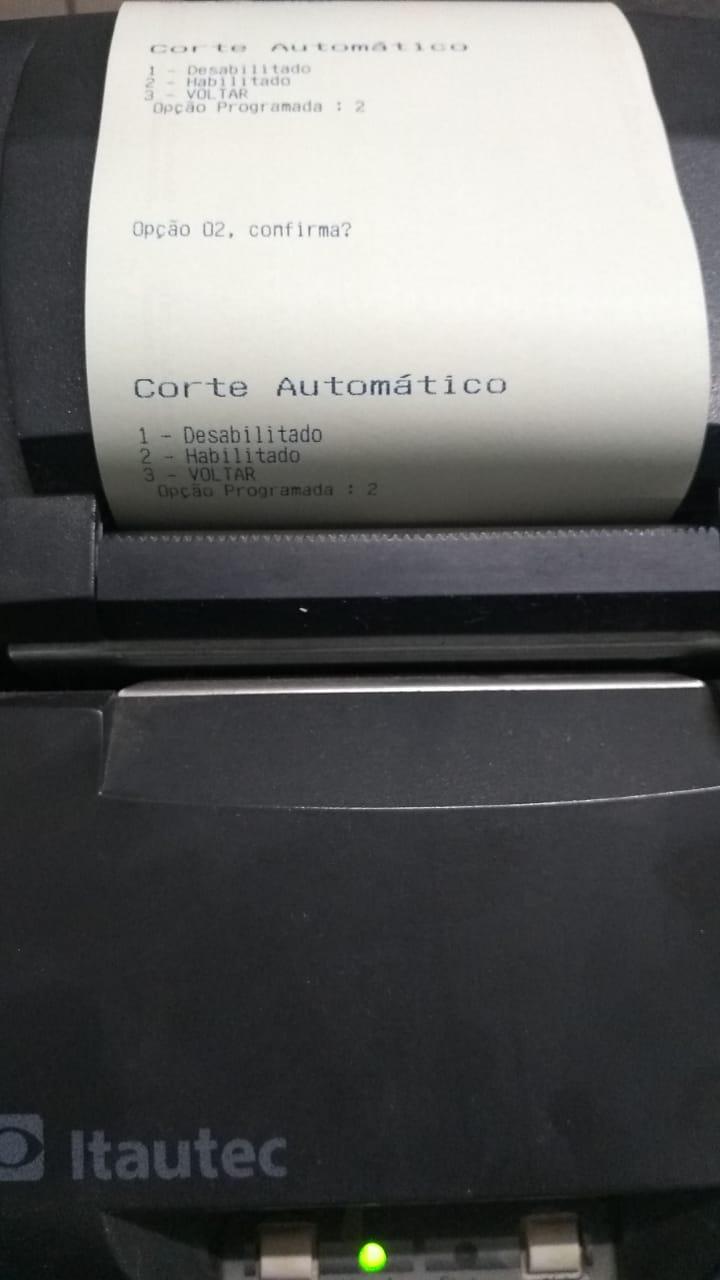 Corte Automático
1 - Desabilitado
2 - Habilitado
3 - VOLTAR
Opção Programada : 2
Opção 02, confirma?
Corte Automático
1 - Desabilitado
2 - Habilitado
3 - VOLTAR
Opção Programada : 2
Itautec